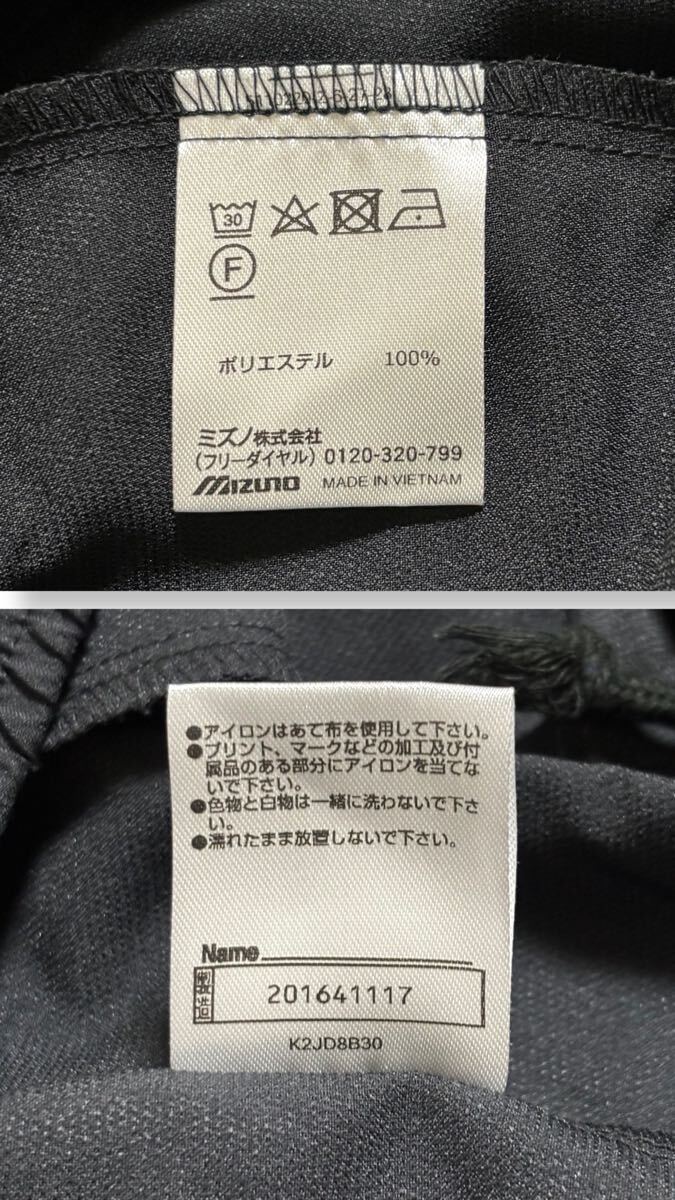 30
F
ポリエステル 100%
ミズノ株式会社
(フリーダイヤル) 0120-320-799
MIZUNO MADE IN VIETNAM
●アイロンはあて布を使用して下さい。
●プリント、マークなどの加工及び付
属品のある部分にアイロンを当てな
いで下さい。
●色物と白物は一緒に洗わないで下さ
い。
●濡れたまま放置しないで下さい。
Name
製造 201641117
K2JD8B30